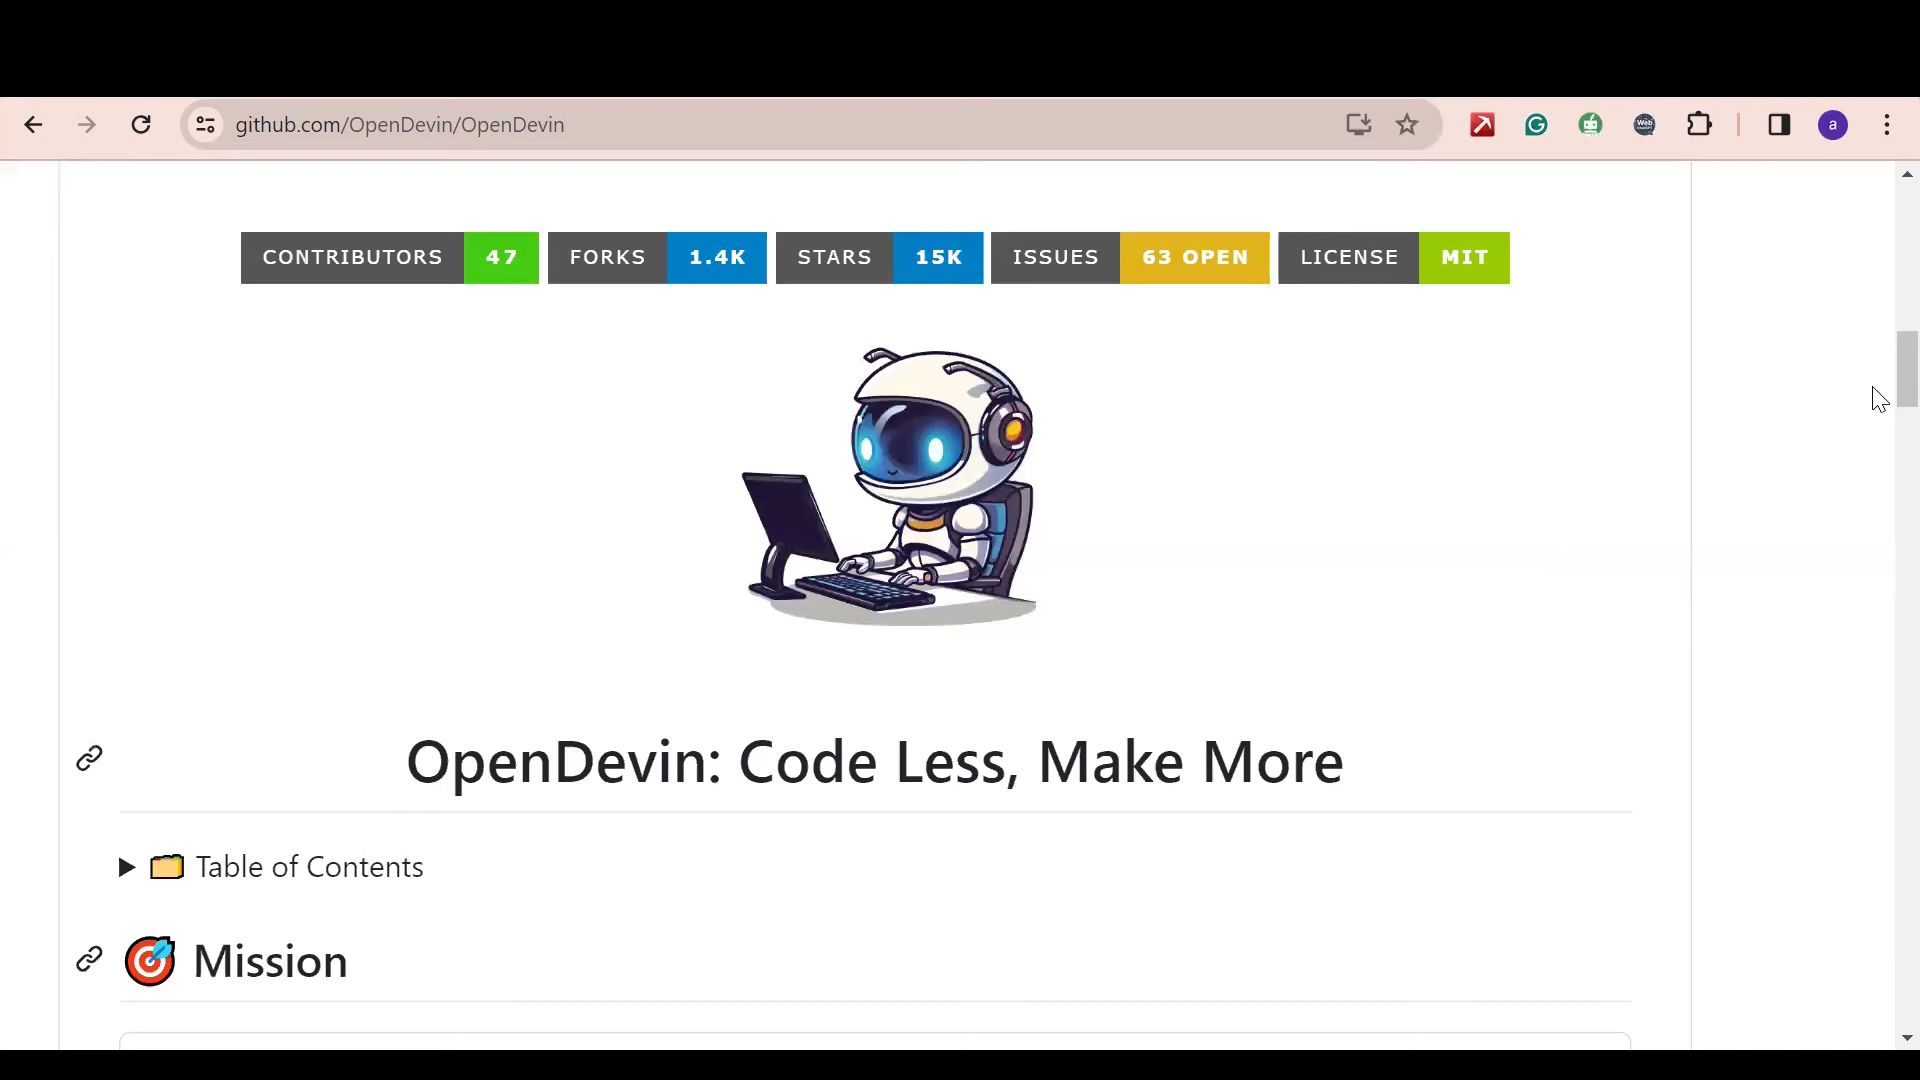 github.com/OpenDevin/OpenDevin
a
CONTRIBUTORS 47 FORKS 1.4K STARS 15K ISSUES 63 OPEN LICENSE MIT
OpenDevin: Code Less, Make More
Table of Contents
Mission